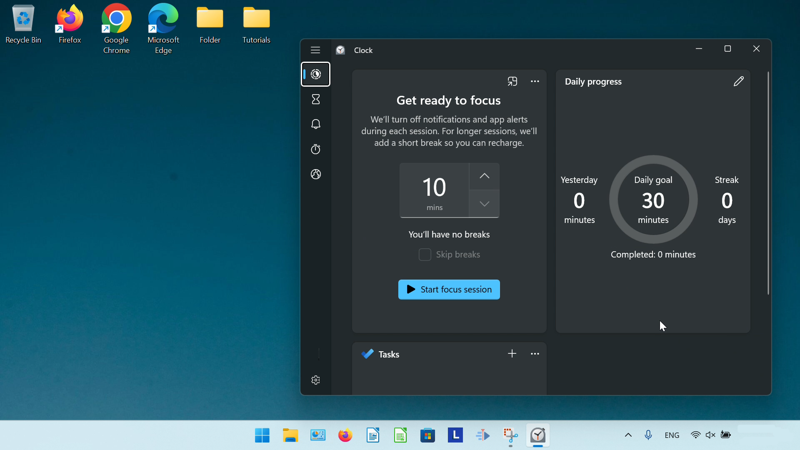 Recycle Bin
Firefox
Google
Chrome
Microsoft
Edge
Folder
Tutorials
Clock
Get ready to focus
We'll turn off notifications and app alerts
during each session. For longer sessions, we'll
add a short break so you can recharge.
10
mins
You'll have no breaks
Skip breaks
Start focus session
Daily progress
Yesterday
0
minutes
Daily goal
30
minutes
Streak
0
days
Completed: 0 minutes
Tasks
L
ENG